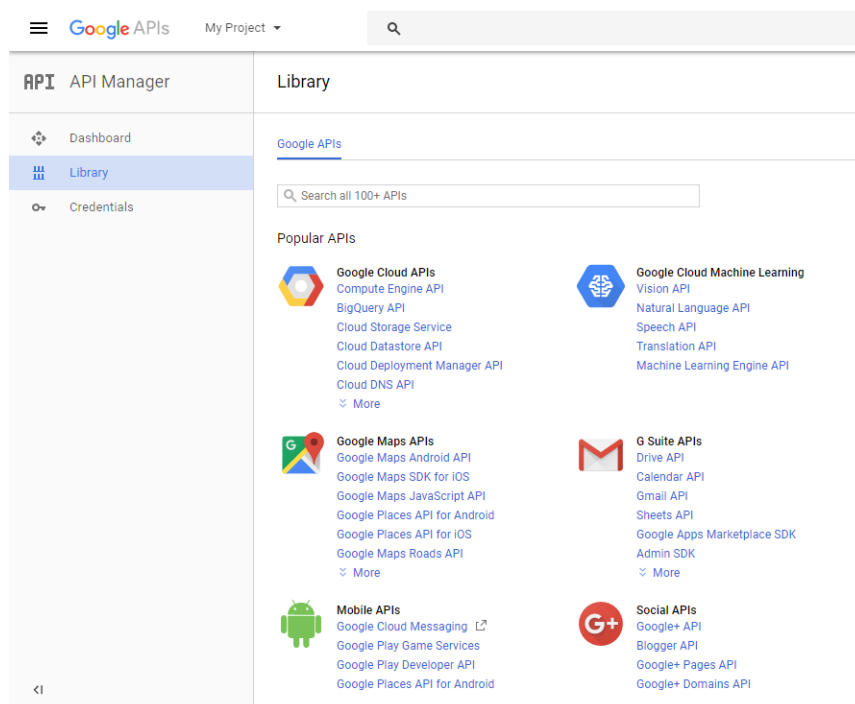 Google APIs
My Project
API
API Manager
Library
Dashboard
Library
Credentials
Google APIs
Search all 100+ APIs
Popular APIs
Google Cloud APIs
Compute Engine API
BigQuery API
Cloud Storage Service
Cloud Datastore API
Cloud Deployment Manager API
Cloud DNS API
More
Google Cloud Machine Learning
Vision API
Natural Language API
Speech API
Translation API
Machine Learning Engine API
Google Maps APIs
Google Maps Android API
Google Maps SDK for iOS
Google Maps JavaScript API
Google Places API for Android
Google Places API for iOS
Google Maps Roads API
More
G Suite APIs
Drive API
Calendar API
Gmail API
Sheets API
Google Apps Marketplace SDK
Admin SDK
More
Mobile APIs
Google Cloud Messaging
Google Play Game Services
Google Play Developer API
Google Places API for Android
G+
Social APIs
Google+ API
Blogger API
Google+ Pages API
Google+ Domains API